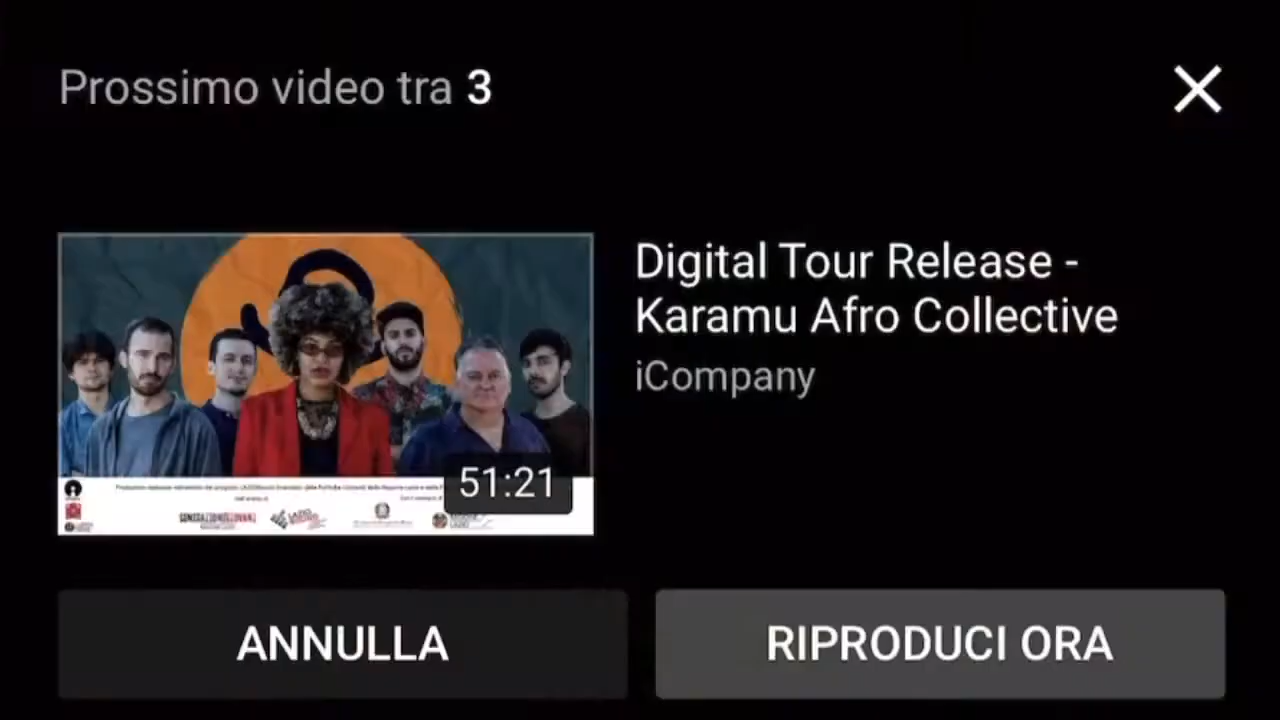 Prossimo video tra 3
Digital Tour Release -
Karamu Afro Collective
iCompany
51:21
ANNULLA
RIPRODUCI ORA